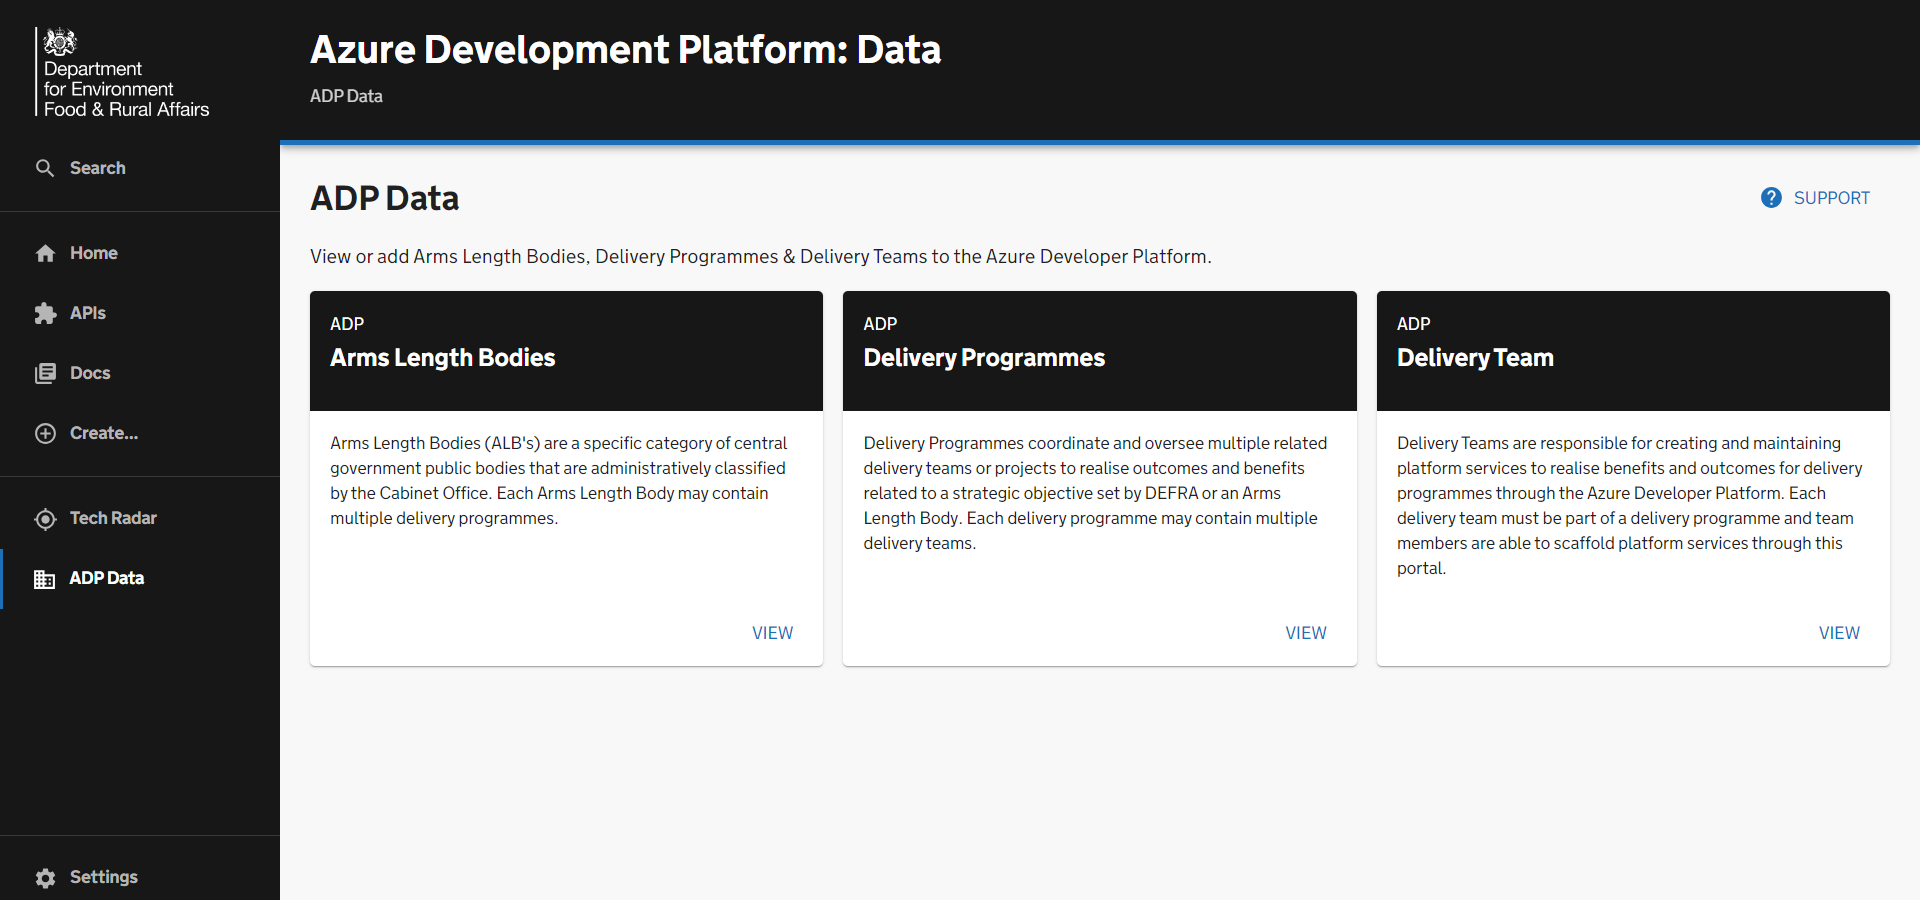 Department
for Environment
Food & Rural Affairs
Search
Home
APIs
Docs
Create...
Tech Radar
ADP Data
Settings
Azure Development Platform: Data
ADP Data
ADP Data
SUPPORT
View or add Arms Length Bodies, Delivery Programmes & Delivery Teams to the Azure Developer Platform.
ADP
Arms Length Bodies
Arms Length Bodies (ALB's) are a specific category of central
government public bodies that are administratively classified
by the Cabinet Office. Each Arms Length Body may contain
multiple delivery programmes.
VIEW
ADP
Delivery Programmes
Delivery Programmes coordinate and oversee multiple related
delivery teams or projects to realise outcomes and benefits
related to a strategic objective set by DEFRA or an Arms
Length Body. Each delivery programme may contain multiple
delivery teams.
VIEW
ADP
Delivery Team
Delivery Teams are responsible for creating and maintaining
platform services to realise benefits and outcomes for delivery
programmes through the Azure Developer Platform. Each
delivery team must be part of a delivery programme and team
members are able to scaffold platform services through this
portal.
VIEW